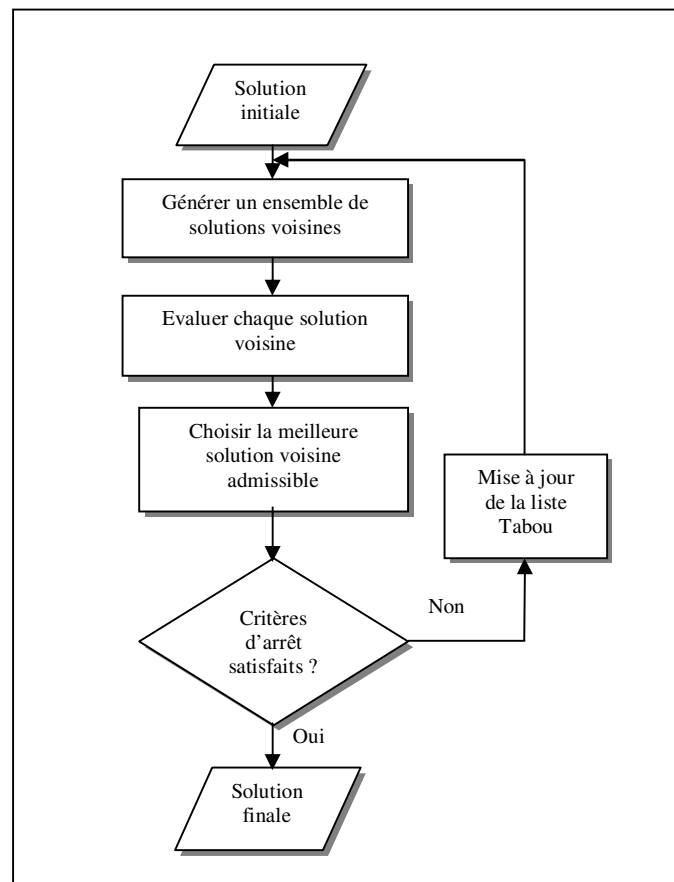 Solution
initiale
Générer un ensemble de
solutions voisines
Evaluer chaque solution
voisine
Choisir la meilleure
solution voisine
admissible
Mise à jour
de la liste
Tabou
Non
Critères
d'arrêt
satisfaits ?
Oui
Solution
finale